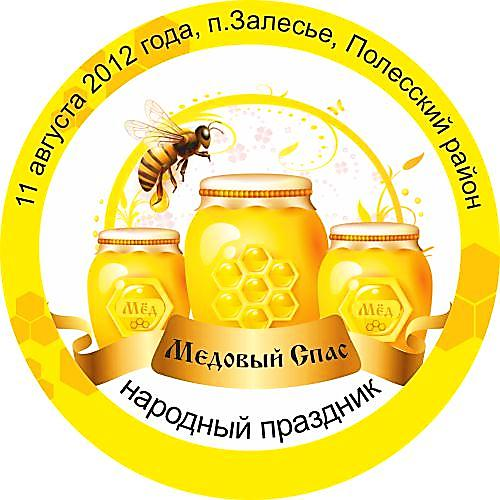 11 августа 2012 года, п.Залесье, Полесский район
Мёд
Мёд
Медовый Спас
народный праздник